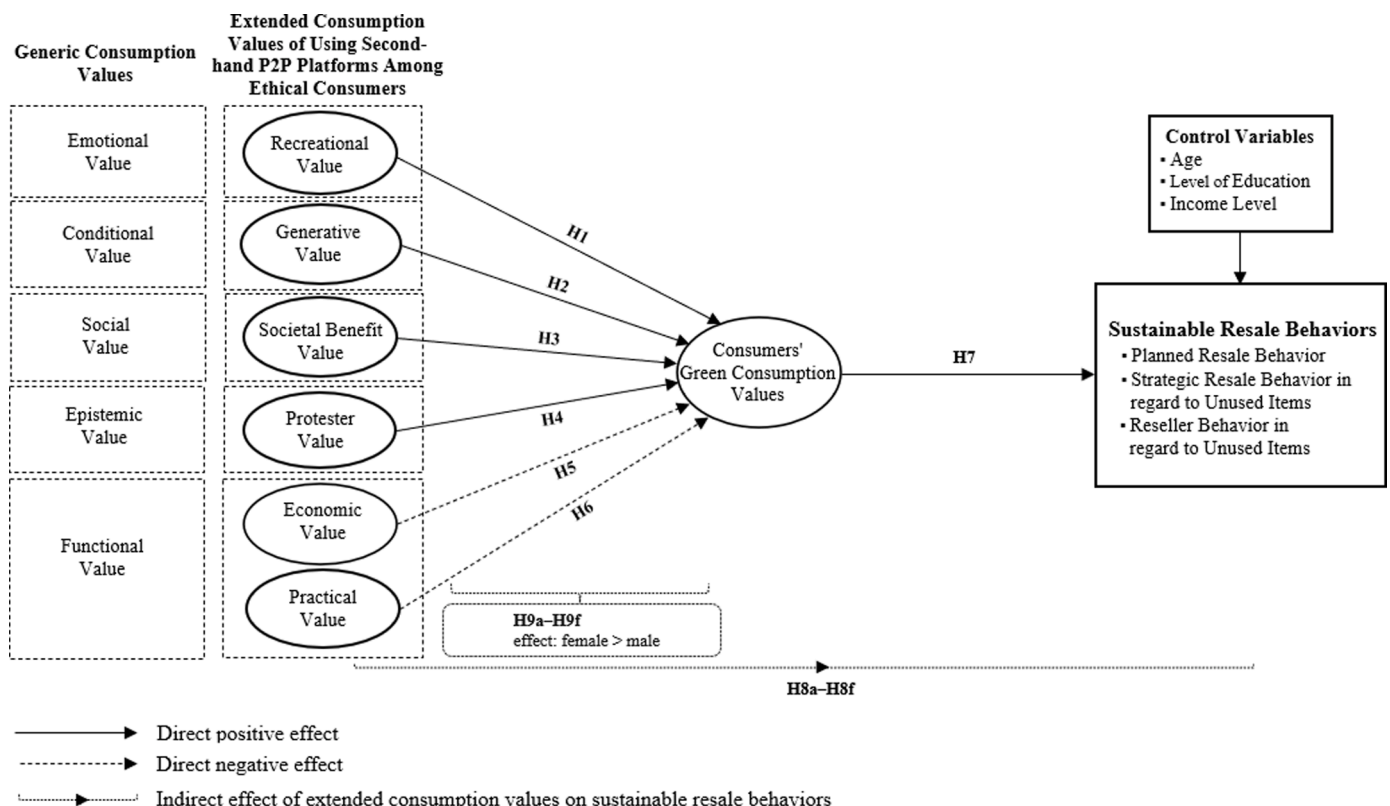 Generic Consumption
Values
Extended Consumption
Values of Using Second-
hand P2P Platforms Among
Ethical Consumers
Emotional
Value
Recreational
Value
Conditional
Value
Generative
Value
Social
Value
Societal Benefit
Value
Epistemic
Value
Protester
Value
Functional
Value
Economic
Value
Practical
Value
H1
H2
H3
H4
H5
H6
Consumers'
Green Consumption
Values
H7
Control Variables
▪ Age
▪ Level of Education
▪ Income Level
Sustainable Resale Behaviors
▪ Planned Resale Behavior
▪ Strategic Resale Behavior in
regard to Unused Items
▪ Reseller Behavior in
regard to Unused Items
H9a–H9f
effect: female > male
H8a–H8f
Direct positive effect
Direct negative effect
Indirect effect of extended consumption values on sustainable resale behaviors